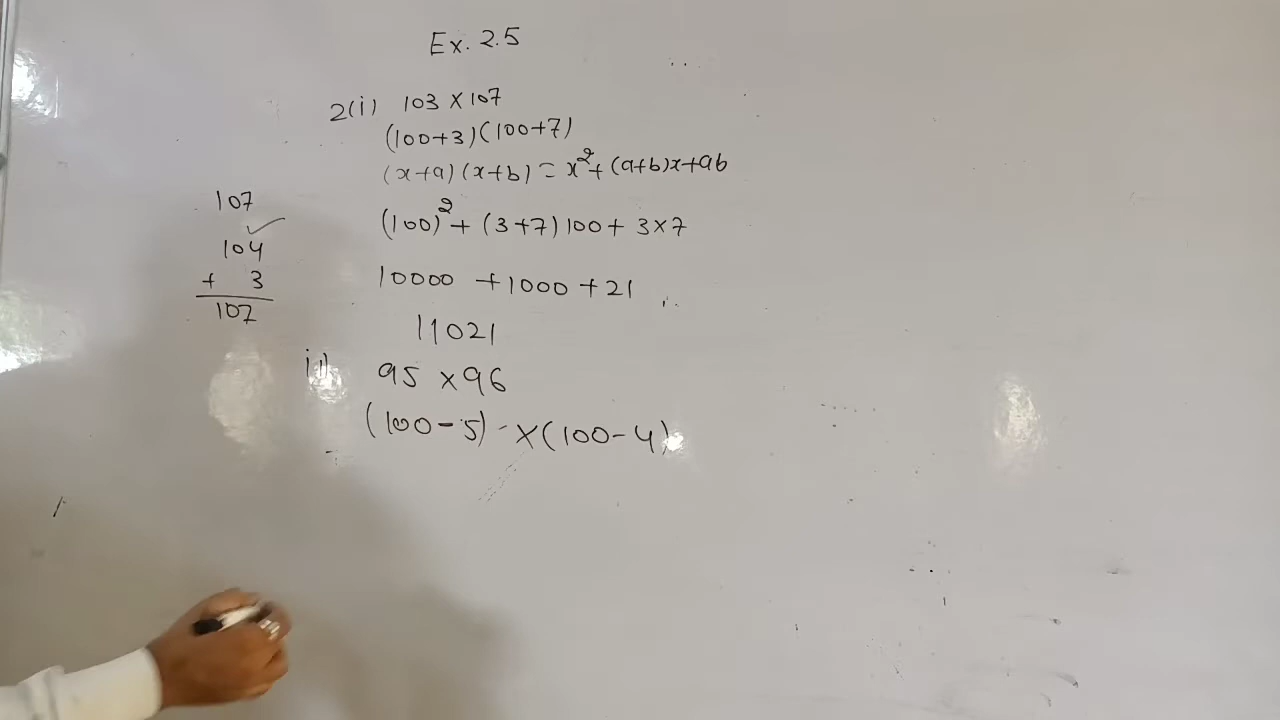 Ex. 2.5
2(i) 103 × 107
(100+3)(100+7)
(x+a)(x+b) = x²+(a+b)x+ab
(100)² + (3+7)100 + 3×7
10000 + 1000 + 21
11021
ii) 95 × 96
(100 - 5) × (100 - 4)
107
104
+ 3
107